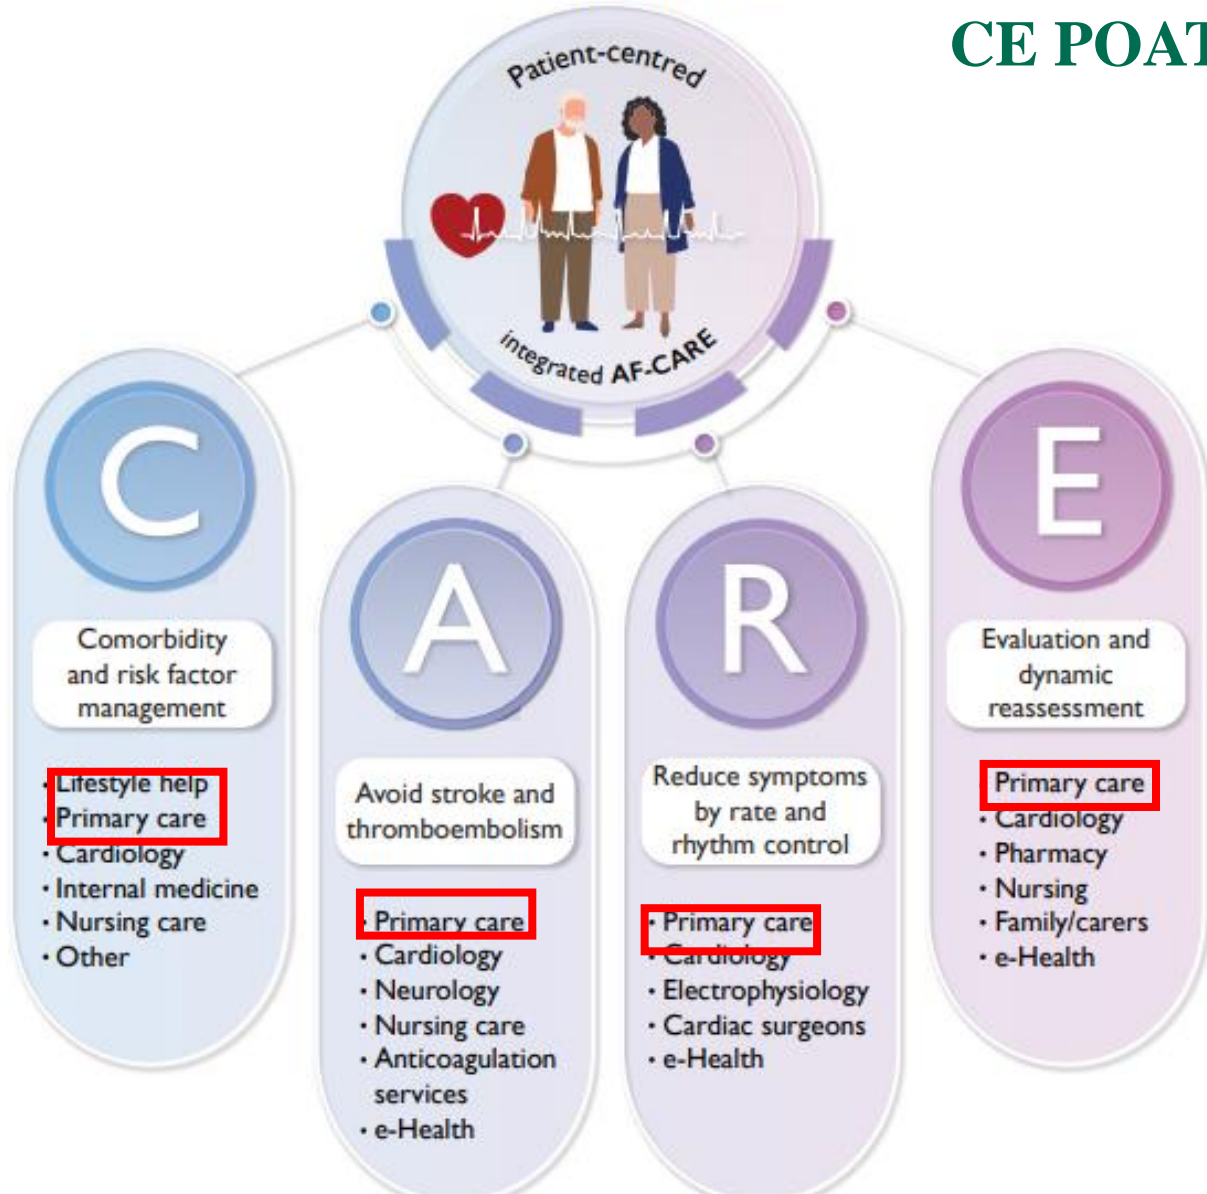 CE POAT
Patient-centred
integrated AF-CARE
C
Comorbidity
and risk factor
management
• Lifestyle help
• Primary care
• Cardiology
• Internal medicine
• Nursing care
• Other
A
Avoid stroke and
thromboembolism
• Primary care
• Cardiology
• Neurology
• Nursing care
• Anticoagulation
services
• e-Health
R
Reduce symptoms
by rate and
rhythm control
• Primary care
• Cardiology
• Electrophysiology
• Cardiac surgeons
• e-Health
E
Evaluation and
dynamic
reassessment
Primary care
• Cardiology
• Pharmacy
• Nursing
• Family/carers
• e-Health